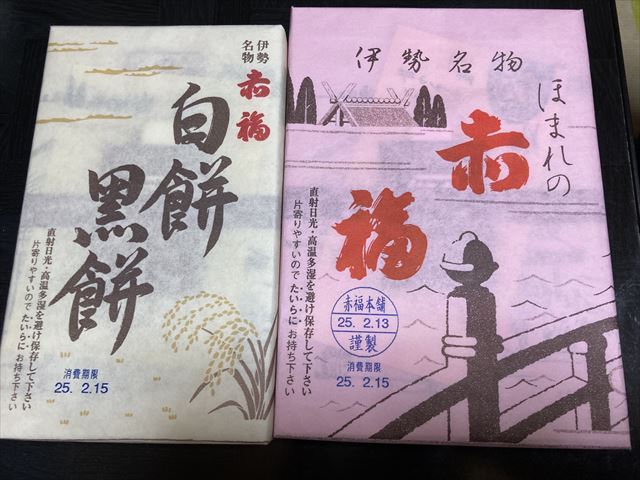 伊勢
名物
赤福
白餅
黒餅
直射日光・高温多湿を避け保存して下さい
片寄りやすいのでたいらにお持ち下さい
消費期限
25. 2.15
伊勢名物
ほまれの
赤福
直射日光・高温多湿を避け保存して下さい
片寄りやすいのでたいらにお持ち下さい
赤福本舗
25. 2.13
謹製
消費期限
25. 2.15